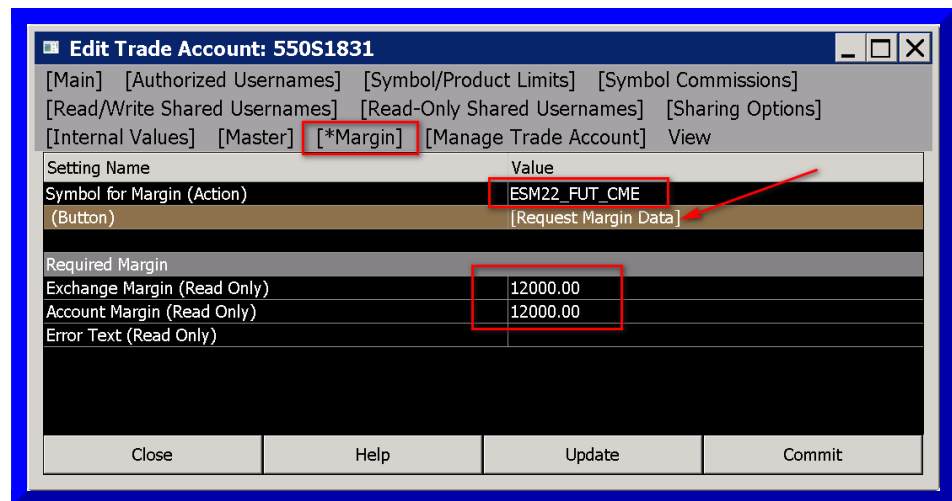 Edit Trade Account: 550S1831
[Main] [Authorized Usernames] [Symbol/Product Limits] [Symbol Commissions]
[Read/Write Shared Usernames] [Read-Only Shared Usernames] [Sharing Options]
[Internal Values] [Master] [*Margin] [Manage Trade Account] View
Setting Name Value
Symbol for Margin (Action) ESM22_FUT_CME
(Button) [Request Margin Data]
Required Margin
Exchange Margin (Read Only) 12000.00
Account Margin (Read Only) 12000.00
Error Text (Read Only)
Close Help Update Commit